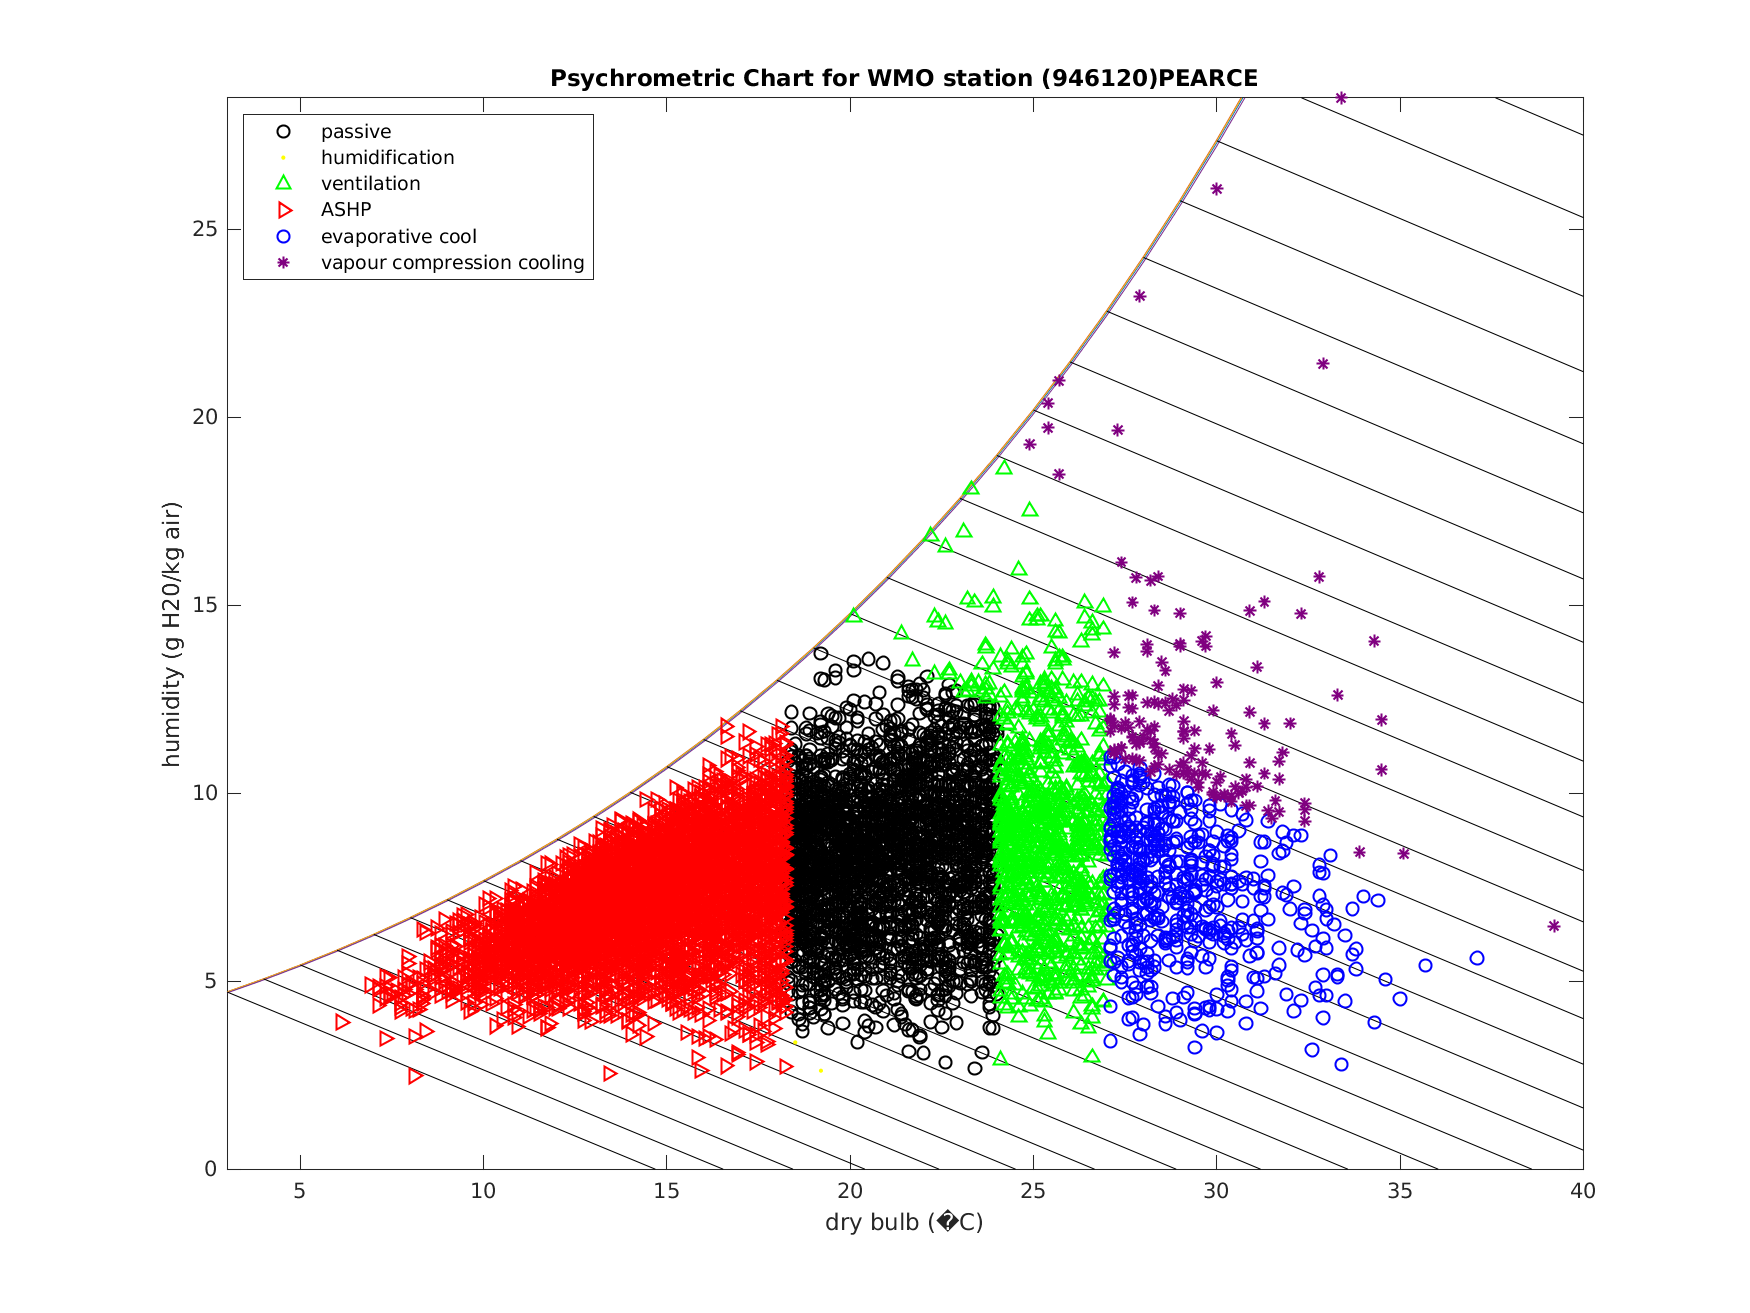 Psychrometric Chart for WMO station (946120)PEARCE
passive
humidification
ventilation
ASHP
evaporative cool
vapour compression cooling
humidity (g H20/kg air)
25
20
15
10
5
0
5 10 15 20 25 30 35 40
dry bulb (�C)